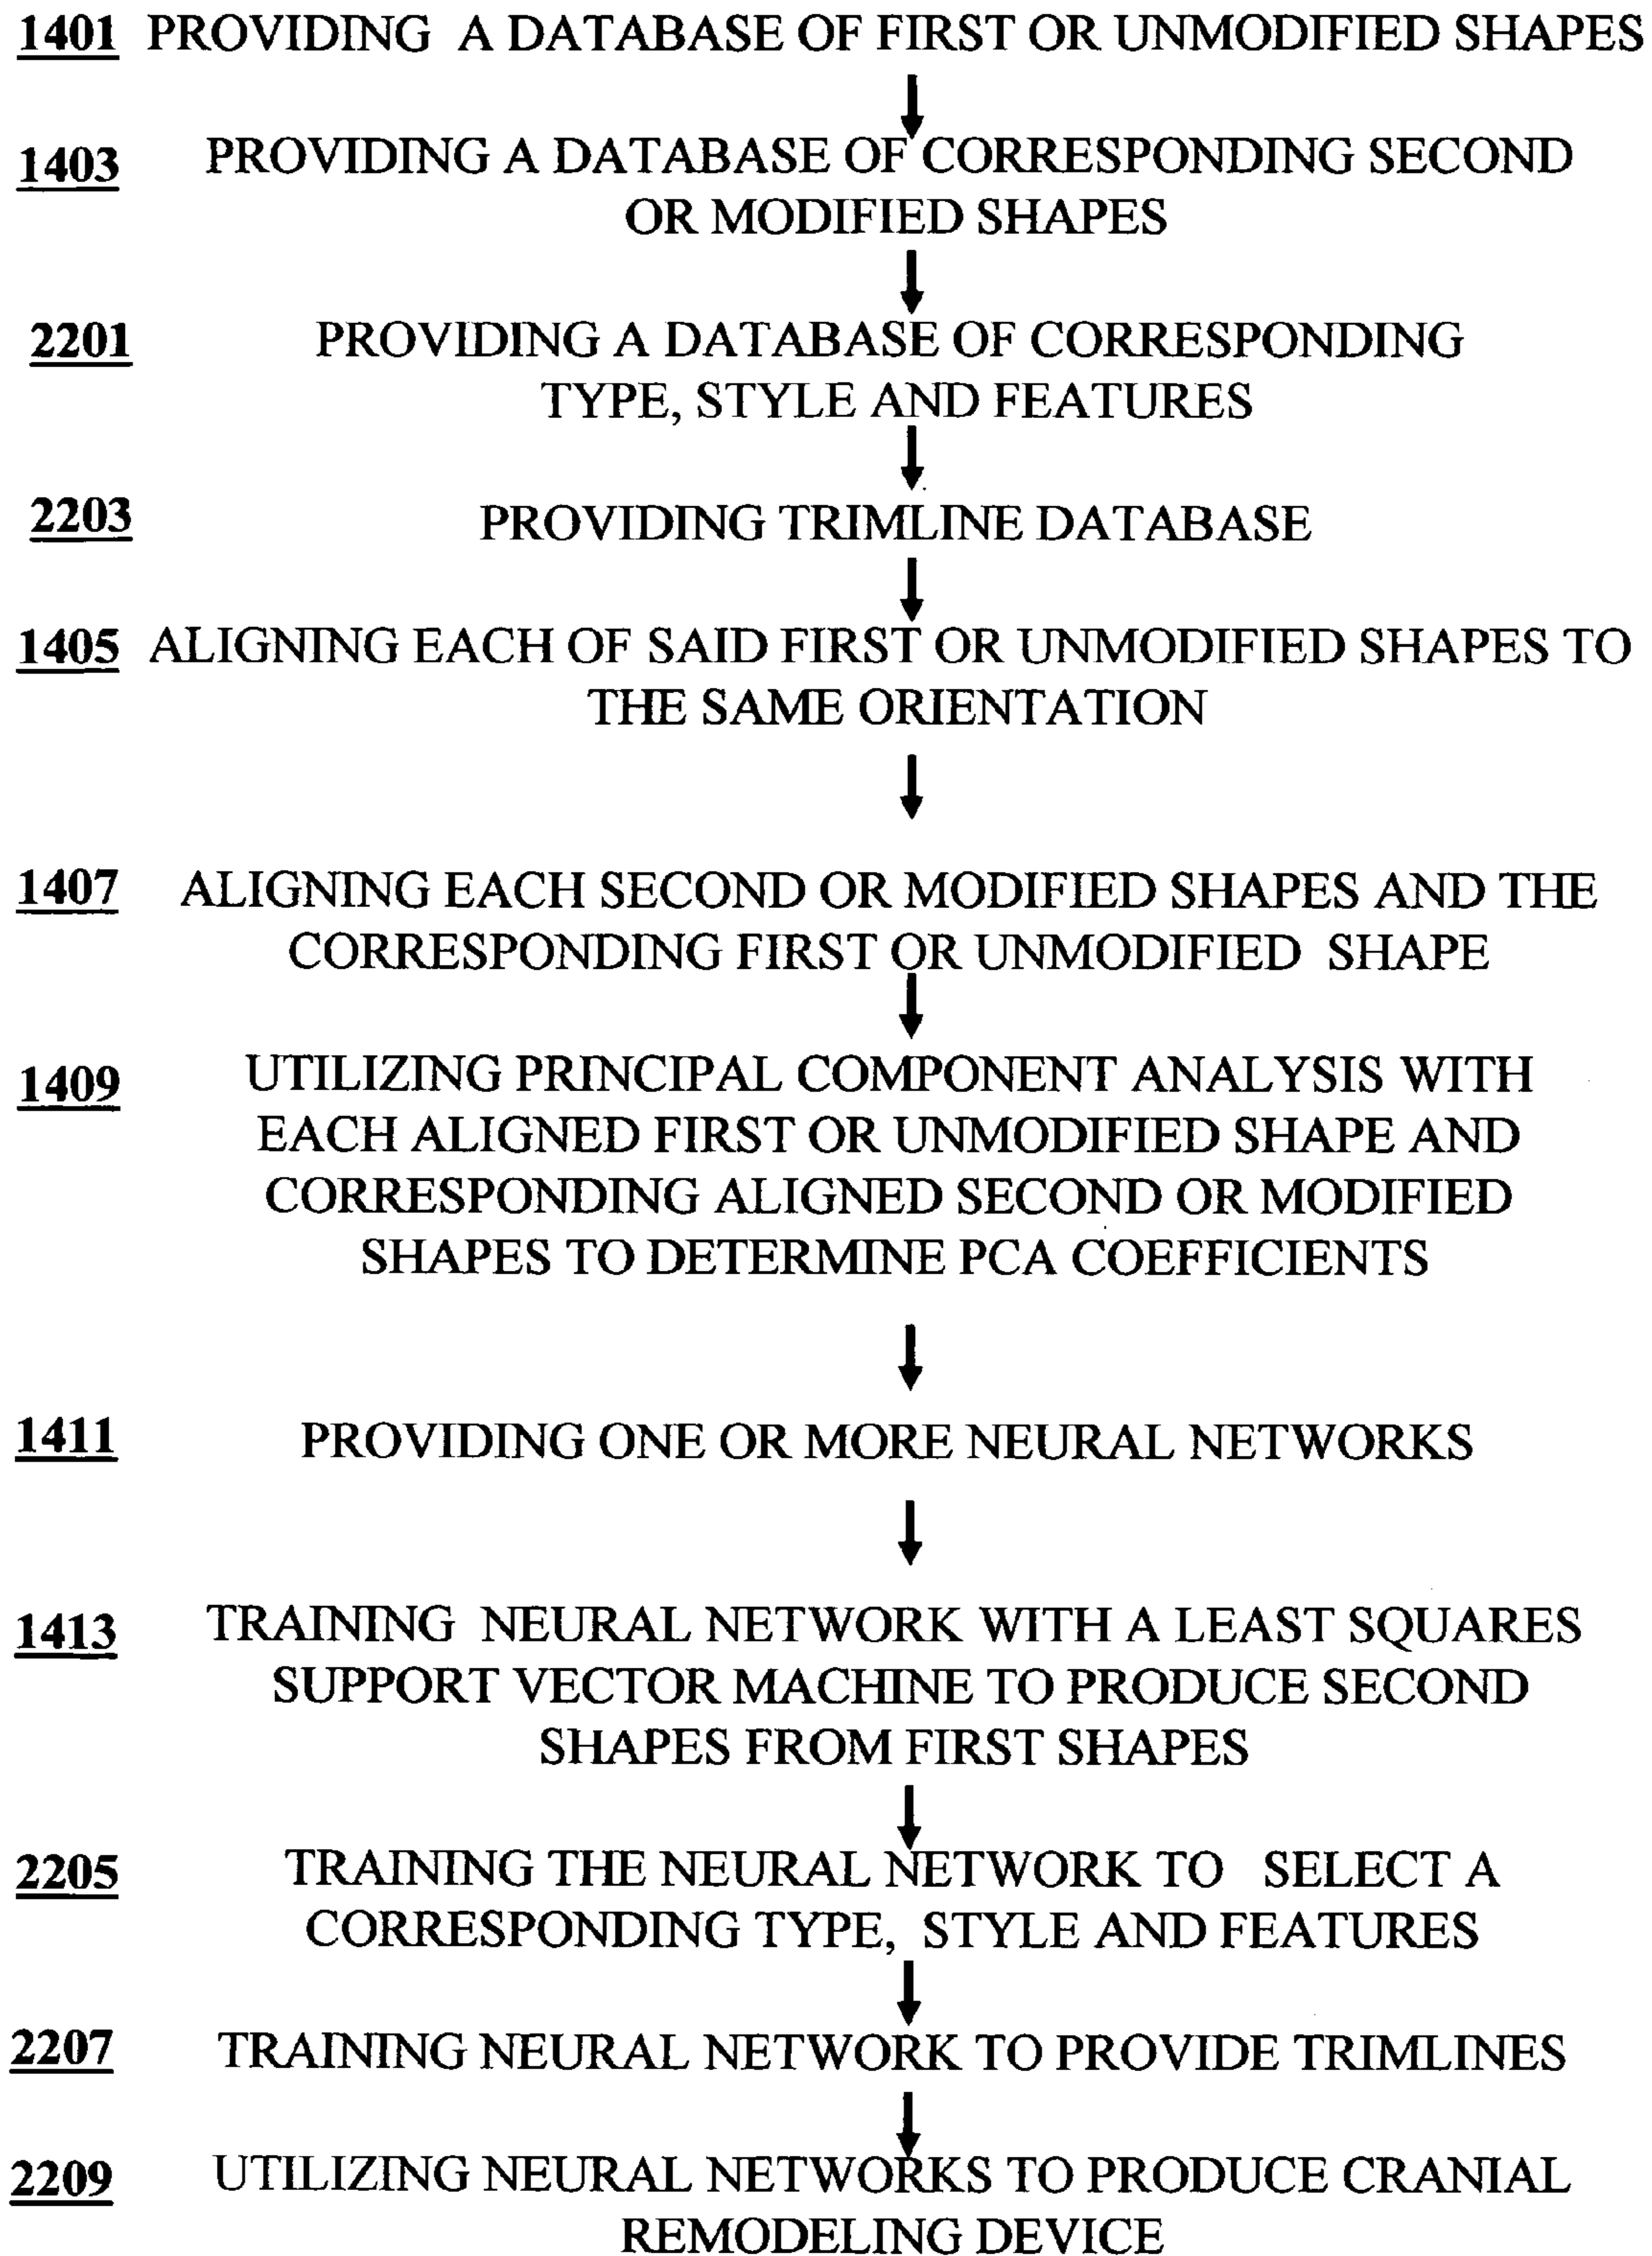 1401 PROVIDING A DATABASE OF FIRST OR UNMODIFIED SHAPES
1403 PROVIDING A DATABASE OF CORRESPONDING SECOND
OR MODIFIED SHAPES
2201 PROVIDING A DATABASE OF CORRESPONDING
TYPE, STYLE AND FEATURES
2203 PROVIDING TRIMLINE DATABASE
1405 ALIGNING EACH OF SAID FIRST OR UNMODIFIED SHAPES TO
THE SAME ORIENTATION
1407 ALIGNING EACH SECOND OR MODIFIED SHAPES AND THE
CORRESPONDING FIRST OR UNMODIFIED SHAPE
1409 UTILIZING PRINCIPAL COMPONENT ANALYSIS WITH
EACH ALIGNED FIRST OR UNMODIFIED SHAPE AND
CORRESPONDING ALIGNED SECOND OR MODIFIED
SHAPES TO DETERMINE PCA COEFFICIENTS
1411 PROVIDING ONE OR MORE NEURAL NETWORKS
1413 TRAINING NEURAL NETWORK WITH A LEAST SQUARES
SUPPORT VECTOR MACHINE TO PRODUCE SECOND
SHAPES FROM FIRST SHAPES
2205 TRAINING THE NEURAL NETWORK TO SELECT A
CORRESPONDING TYPE, STYLE AND FEATURES
2207 TRAINING NEURAL NETWORK TO PROVIDE TRIMLINES
2209 UTILIZING NEURAL NETWORKS TO PRODUCE CRANIAL
REMODELING DEVICE